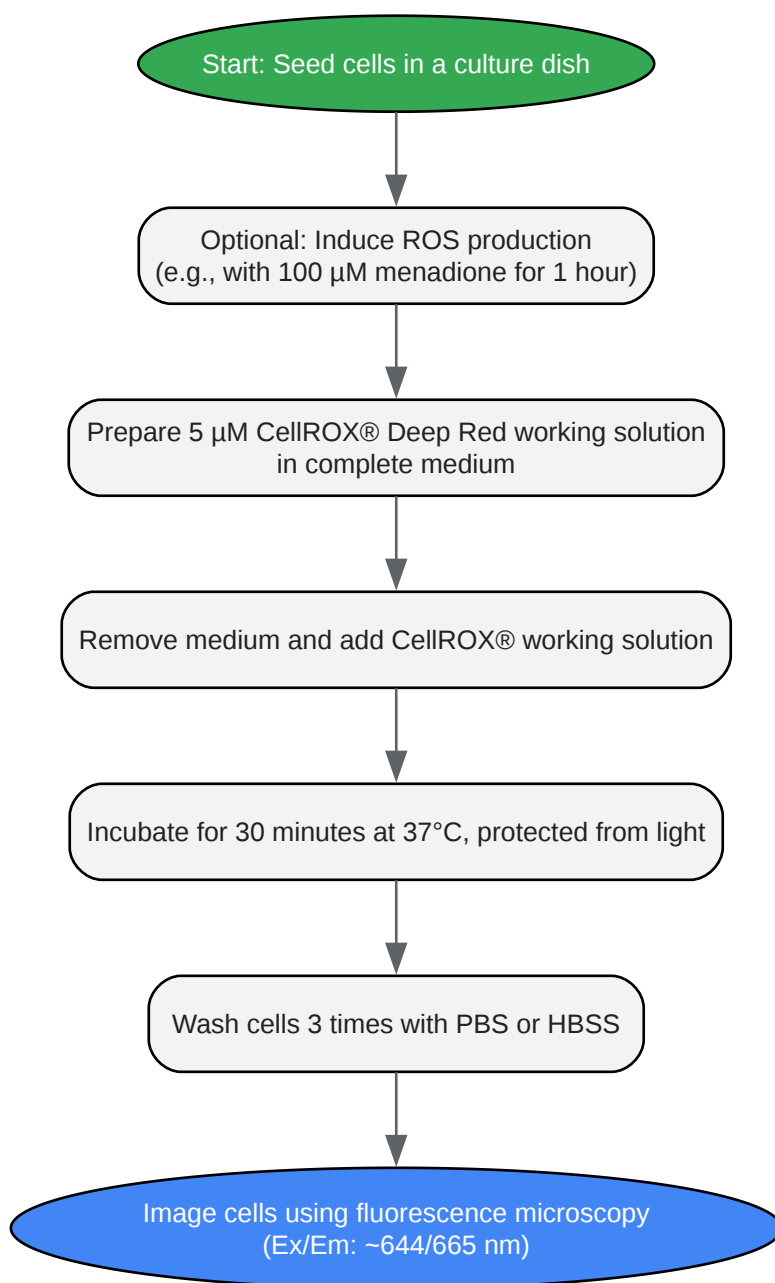 Start: Seed cells in a culture dish
Optional: Induce ROS production
(e.g., with 100 µM menadione for 1 hour)
Prepare 5 µM CellROX® Deep Red working solution
in complete medium
Remove medium and add CellROX® working solution
Incubate for 30 minutes at 37°C, protected from light
Wash cells 3 times with PBS or HBSS
Image cells using fluorescence microscopy
(Ex/Em: ~644/665 nm)